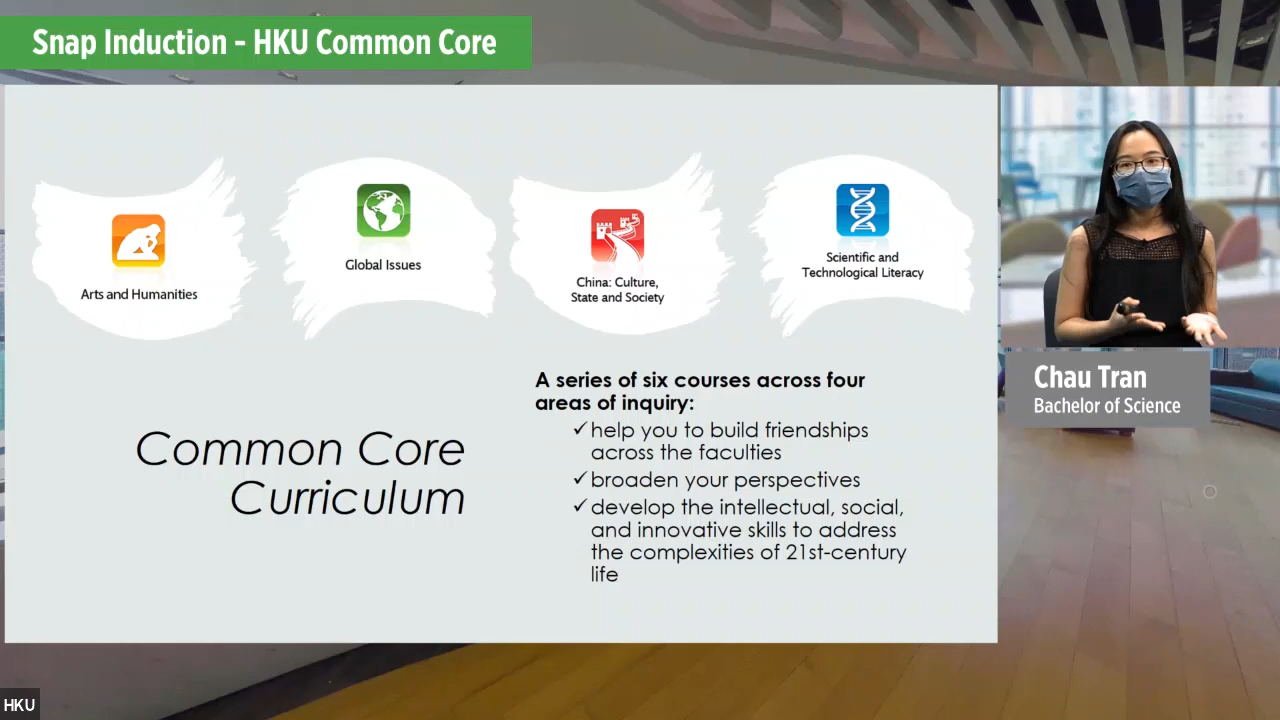 Snap Induction - HKU Common Core
Arts and Humanities
Global Issues
China: Culture,
State and Society
Scientific and
Technological Literacy
Common Core
Curriculum
A series of six courses across four
areas of inquiry:
✓help you to build friendships
across the faculties
✓broaden your perspectives
✓develop the intellectual, social,
and innovative skills to address
the complexities of 21st-century
life
Chau Tran
Bachelor of Science
HKU